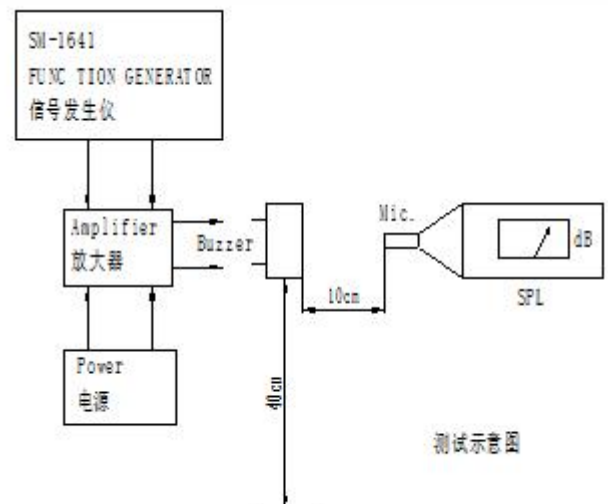 SM-1641
FUNC TION GENERATOR
信号发生仪
Amplifier
放大器
Buzzer
Mic.
dB
SPL
10cm
Power
电源
40cm
测试示意图